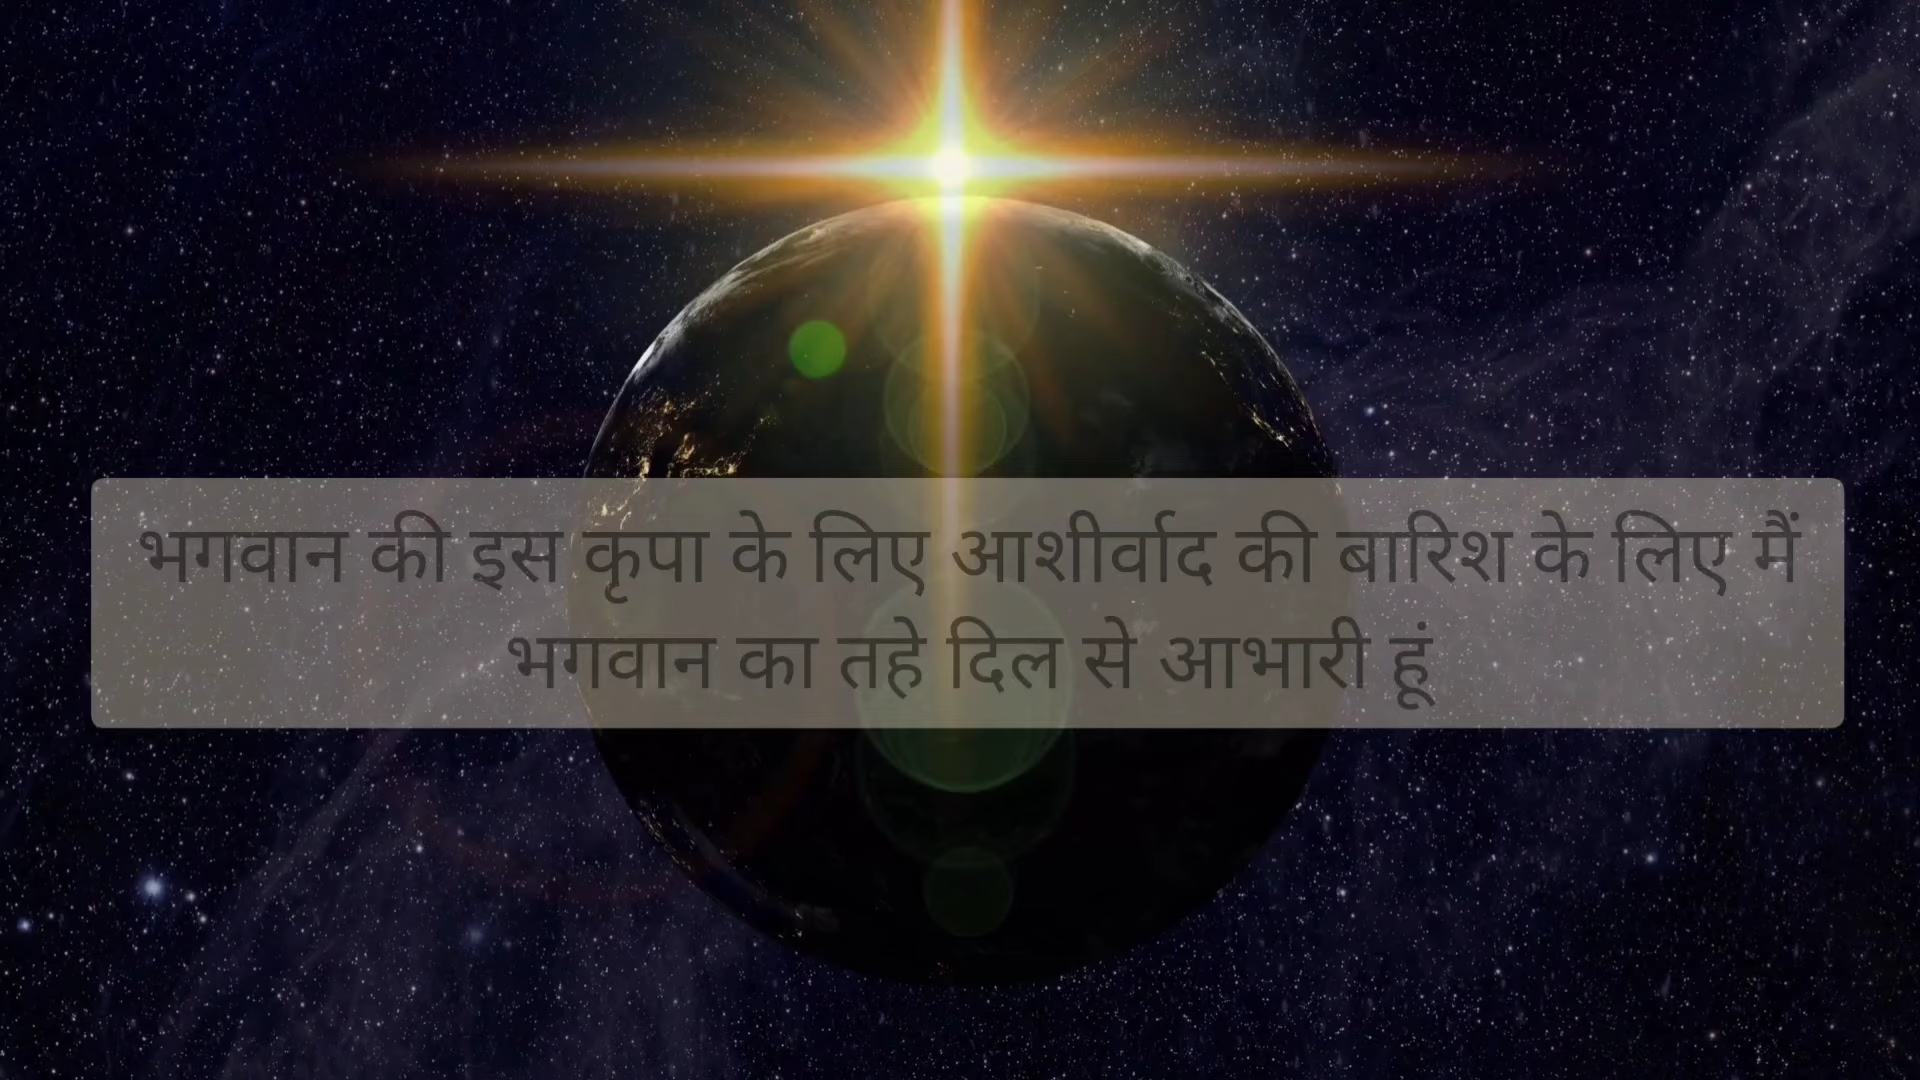 भगवान की इस कृपा के लिए आशीर्वाद की बारिश के लिए मैं
भगवान का तहे दिल से आभारी हूं